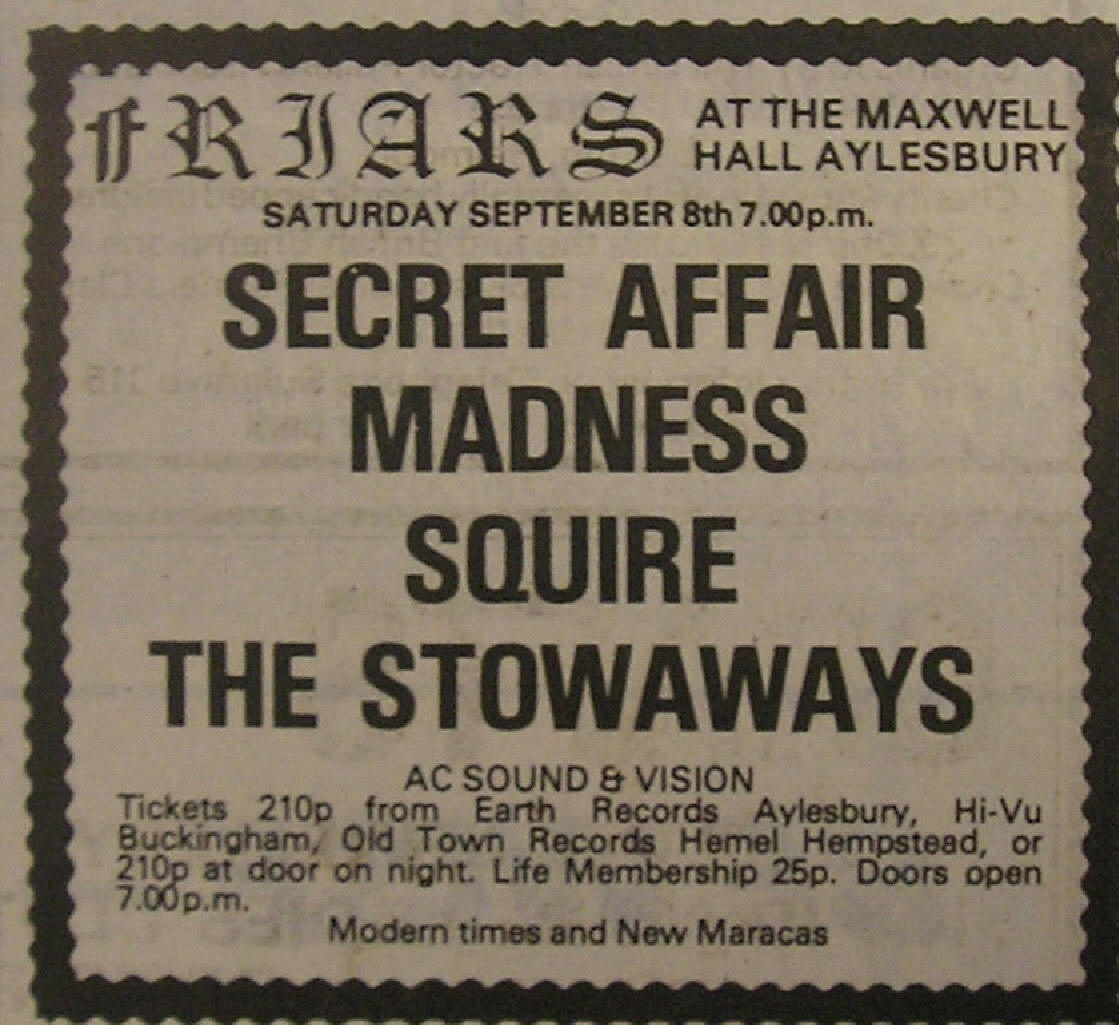 fRIARS AT THE MAXWELL
HALL AYLESBURY
SATURDAY SEPTEMBER 8th 7.00p.m.
SECRET AFFAIR
MADNESS
SQUIRE
THE STOWAWAYS
AC SOUND & VISION
Tickets 210p from Earth Records Aylesbury, Hi-Vu
Buckingham, Old Town Records Hemel Hempstead, or
210p at door on night. Life Membership 25p. Doors open
7.00p.m.
Modern times and New Maracas